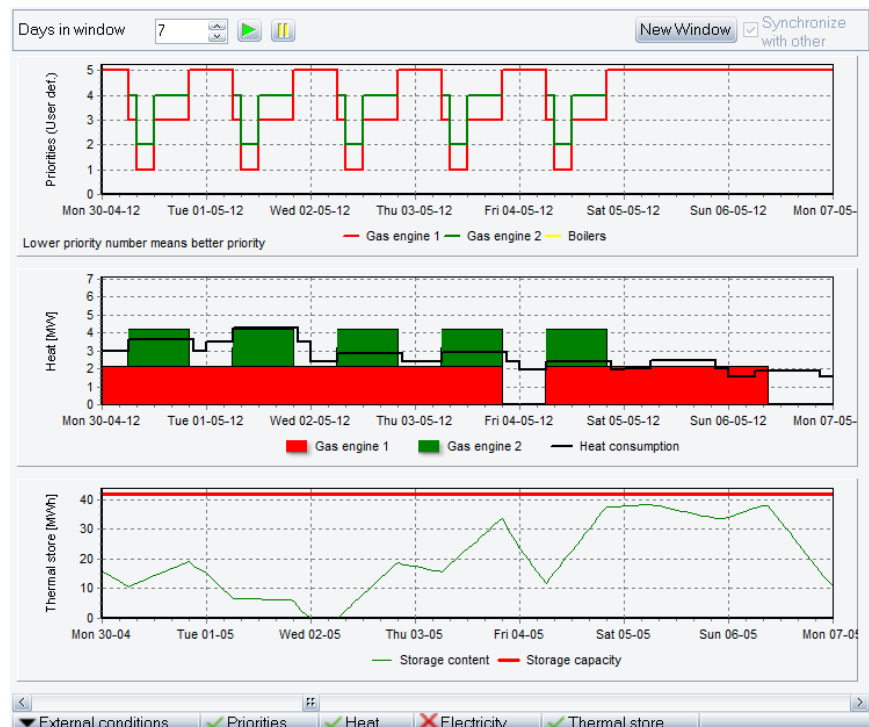 Days in window 7 New Window Synchronize
with other
5
4
3
2
1
0
Priorities (User def.)
Mon 30-04-12 Tue 01-05-12 Wed 02-05-12 Thu 03-05-12 Fri 04-05-12 Sat 05-05-12 Sun 06-05-12 Mon 07-05-
Gas engine 1 Gas engine 2 Boilers
Lower priority number means better priority
7
6
5
4
3
2
1
0
Heat [MW]
Mon 30-04-12 Tue 01-05-12 Wed 02-05-12 Thu 03-05-12 Fri 04-05-12 Sat 05-05-12 Sun 06-05-12 Mon 07-05-
Gas engine 1 Gas engine 2 Heat consumption
40
30
20
10
0
Thermal store [MWh]
Mon 30-04 Tue 01-05 Wed 02-05 Thu 03-05 Fri 04-05 Sat 05-05 Sun 06-05 Mon 07-05
Storage content Storage capacity
External conditions Priorities Heat Electricity Thermal store